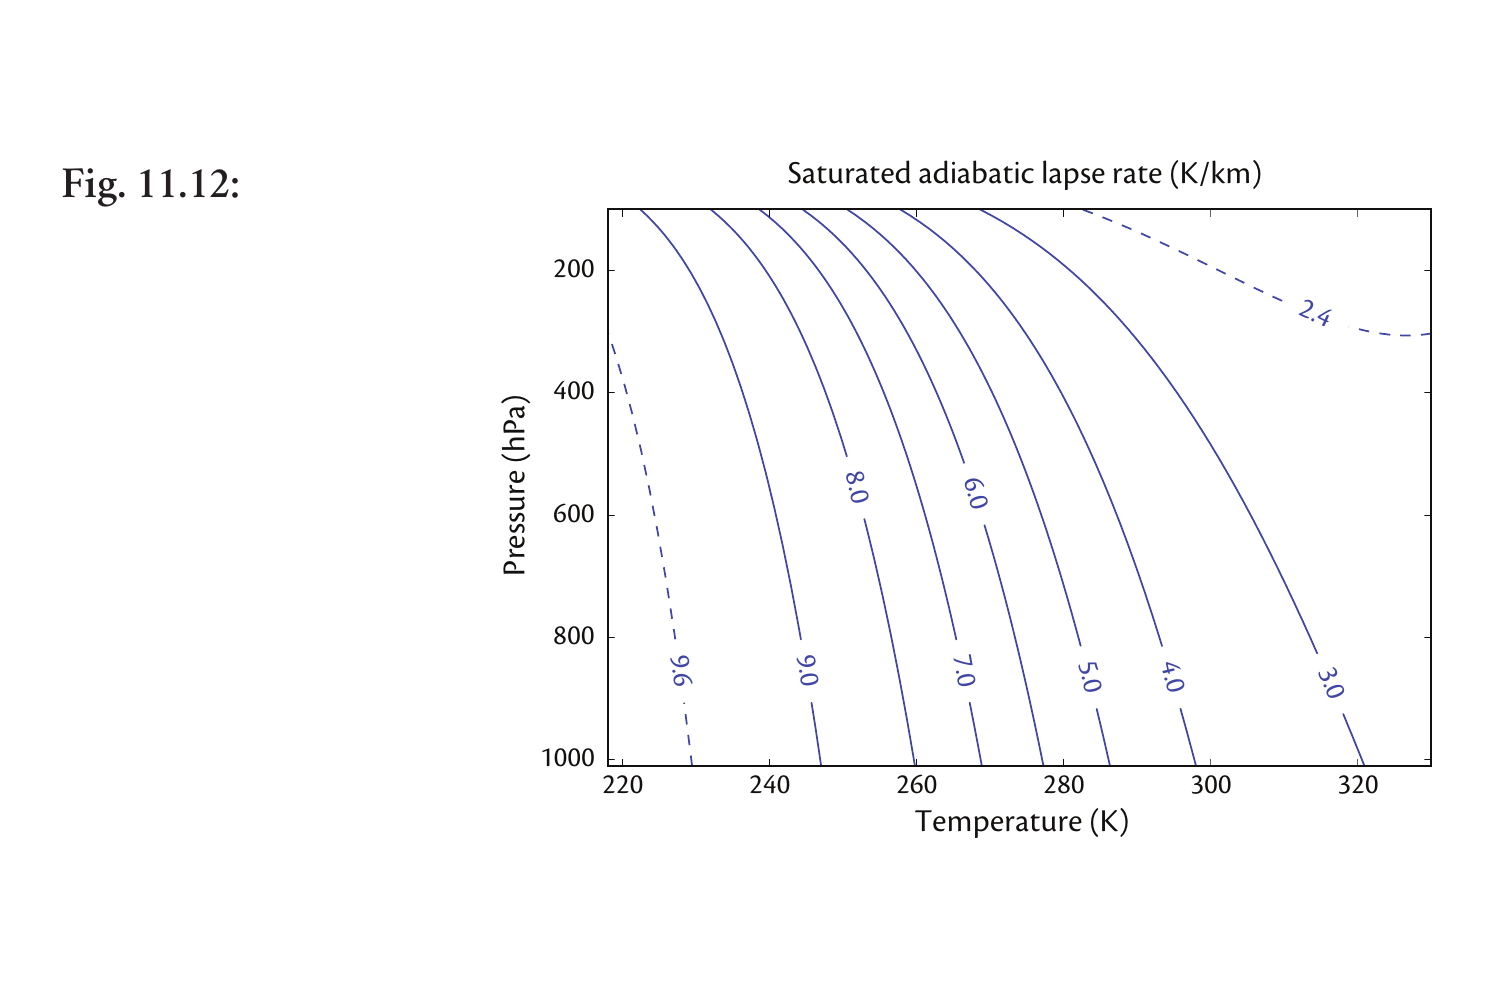 Fig. 11.12:
Saturated adiabatic lapse rate (K/km)
200
400
600
800
1000
Pressure (hPa)
220 240 260 280 300 320
Temperature (K)
2.4
8.0
6.0
9.6
9.0
7.0
5.0
4.0
3.0